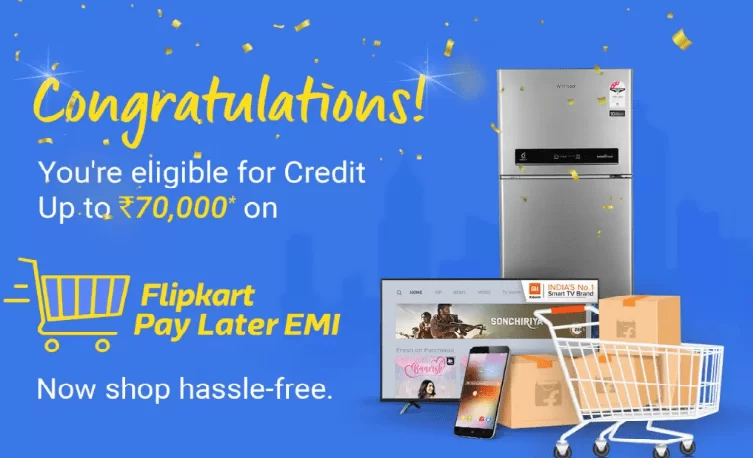 Congratulations!
You're eligible for Credit
Up to ₹70,000* on
Flipkart
Pay Later EMI
Now shop hassle-free.
HOME
INDIA'S No.1
Smart TV Brand
SONCHIRIYA